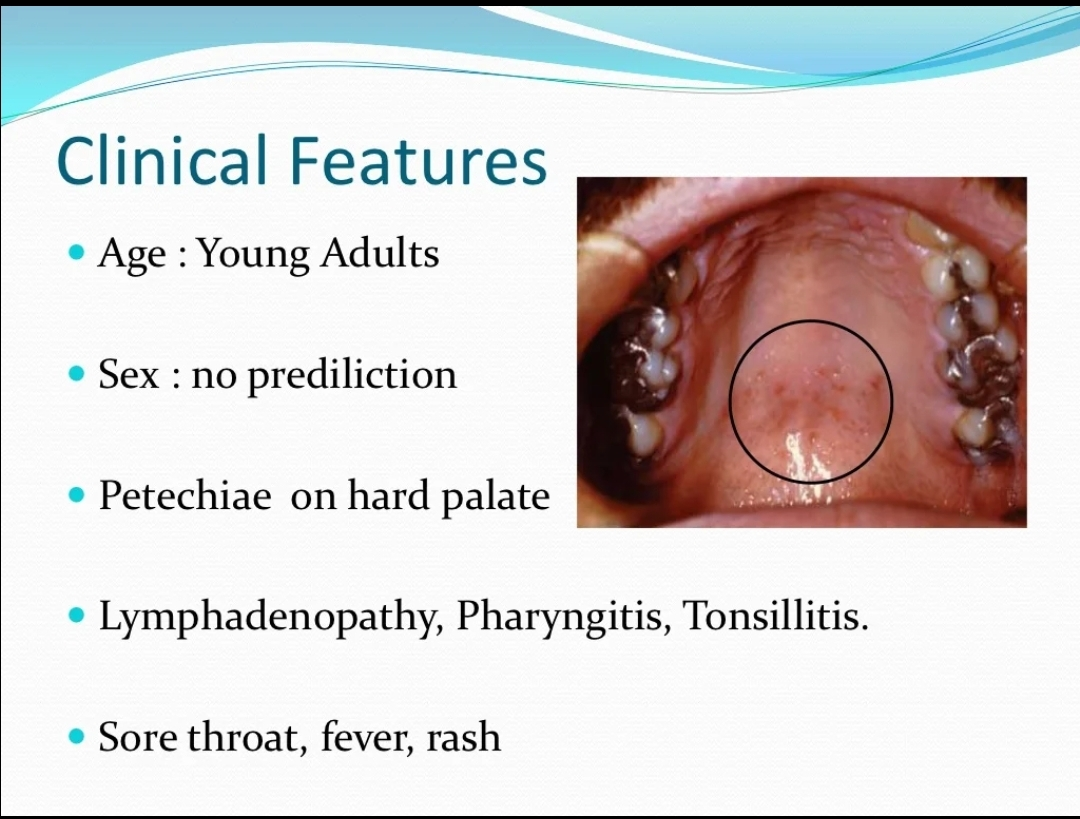 Clinical Features
• Age : Young Adults
• Sex : no prediliction
• Petechiae  on hard palate
• Lymphadenopathy, Pharyngitis, Tonsillitis.
• Sore throat, fever, rash